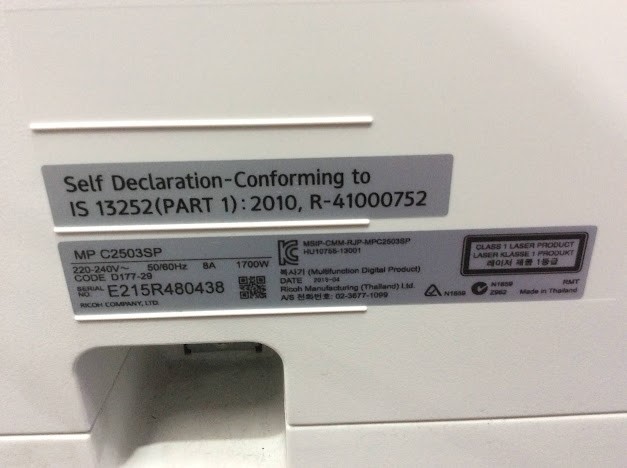 Self Declaration-Conforming to
IS 13252(PART 1):2010, R-41000752
MP C2503SP
220-240V~ 50/60Hz 8A 1700W
CODE D177-29
SERIAL NO. E215R480438
RICOH COMPANY, LTD.
MSIP-CMM-RJP-MPC2503SP
HU10755-13001
복사기 (Multifunction Digital Product)
DATE 2015-04
Ricoh Manufacturing (Thailand) Ltd.
A/S 전화번호: 02-3677-1099
CLASS 1 LASER PRODUCT
LASER KLASSE 1 PRODUKT
레이저 제품 1등급
N1859
N1859
Z562
RMT
Made in Thailand